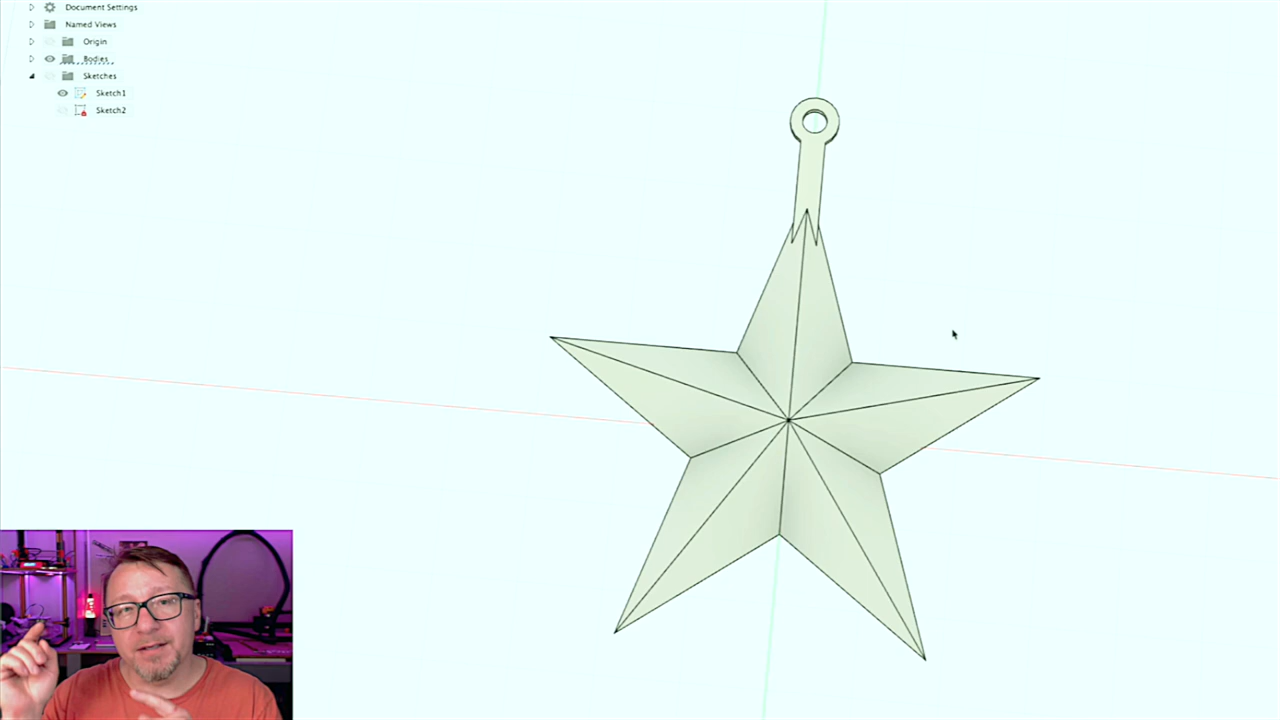 Document Settings
Named Views
Origin
Bodies
Sketches
Sketch1
Sketch2